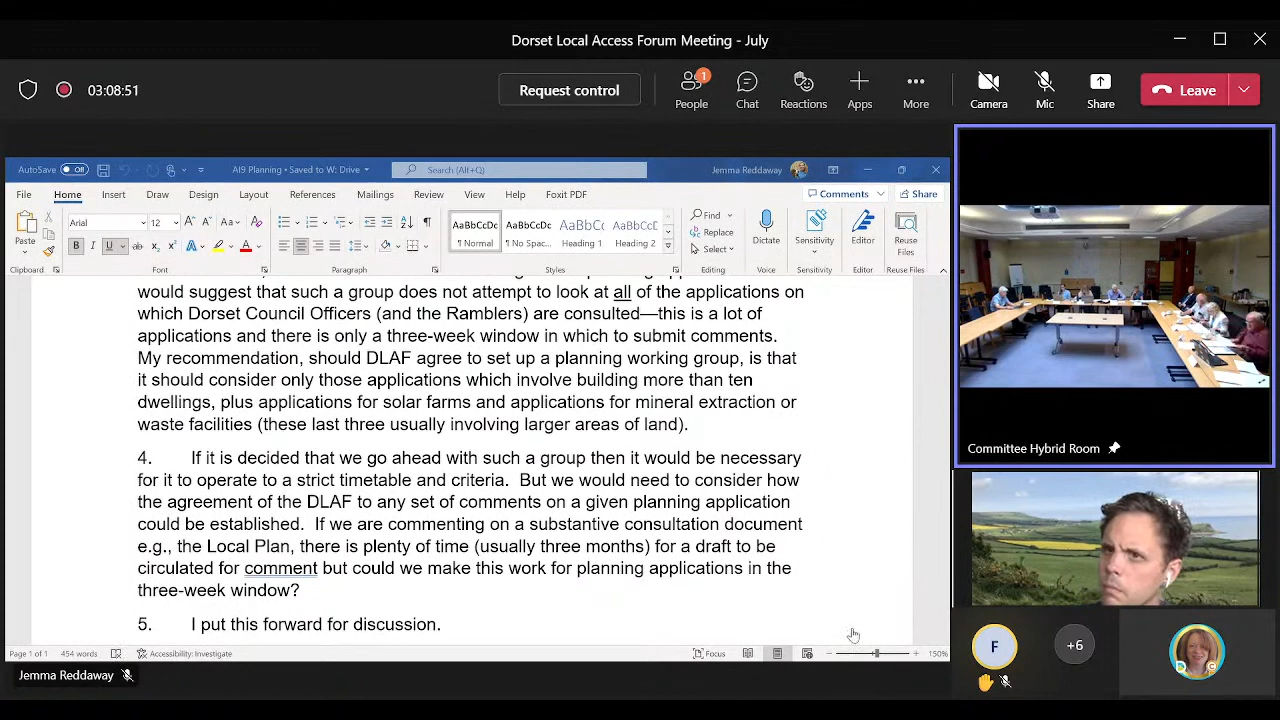 Dorset Local Access Forum Meeting - July
03:08:51
Request control
1
People
Chat
Reactions
Apps
More
Camera
Mic
Share
Leave
AutoSave Off
AI9 Planning • Saved to W: Drive
Search (Alt+Q)
Jemma Reddaway
File Home Insert Draw Design Layout References Mailings Review View Help Foxit PDF
Comments Share
Paste
Arial 12
B I U ab x₂ x²
AaBbCcDc AaBbCcDc AaBbCc AaBbCcDc
¶ Normal ¶ No Spac... Heading 1 Heading 2
Find
Replace
Select
Dictate
Sensitivity
Editor
Reuse Files
Clipboard Font Paragraph Styles Editing Voice Sensitivity Editor Reuse Files
would suggest that such a group does not attempt to look at all of the applications on
which Dorset Council Officers (and the Ramblers) are consulted—this is a lot of
applications and there is only a three-week window in which to submit comments.
My recommendation, should DLAF agree to set up a planning working group, is that
it should consider only those applications which involve building more than ten
dwellings, plus applications for solar farms and applications for mineral extraction or
waste facilities (these last three usually involving larger areas of land).
4. If it is decided that we go ahead with such a group then it would be necessary
for it to operate to a strict timetable and criteria. But we would need to consider how
the agreement of the DLAF to any set of comments on a given planning application
could be established. If we are commenting on a substantive consultation document
e.g., the Local Plan, there is plenty of time (usually three months) for a draft to be
circulated for comment but could we make this work for planning applications in the
three-week window?
5. I put this forward for discussion.
Page 1 of 1 454 words Accessibility: Investigate
Focus
150%
Jemma Reddaway
Committee Hybrid Room
F
+6
D C